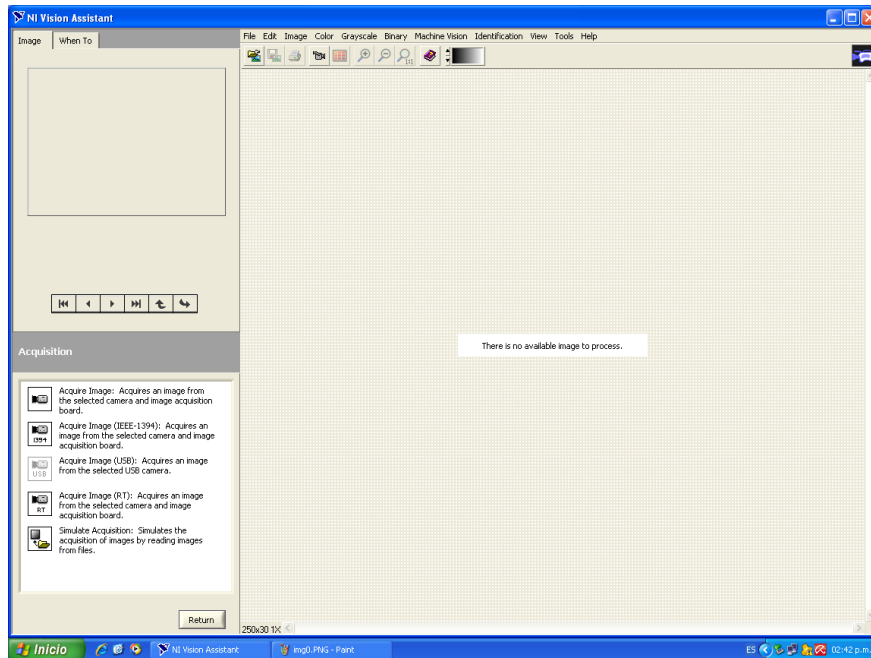 NI Vision Assistant
Image
When To
File Edit Image Color Grayscale Binary Machine Vision Identification View Tools Help
1:1
There is no available image to process.
Acquisition
Acquire Image: Acquires an image from
the selected camera and image acquisition
board.
1394
Acquire Image (IEEE-1394): Acquires an
image from the selected camera and image
acquisition board.
USB
Acquire Image (USB): Acquires an image
from the selected USB camera.
RT
Acquire Image (RT): Acquires an image
from the selected camera and image
acquisition board.
Simulate Acquisition: Simulates the
acquisition of images by reading images
from files.
Return
250x30 1X
Inicio
NI Vision Assistant
img0.PNG - Paint
ES
02:42 p.m.